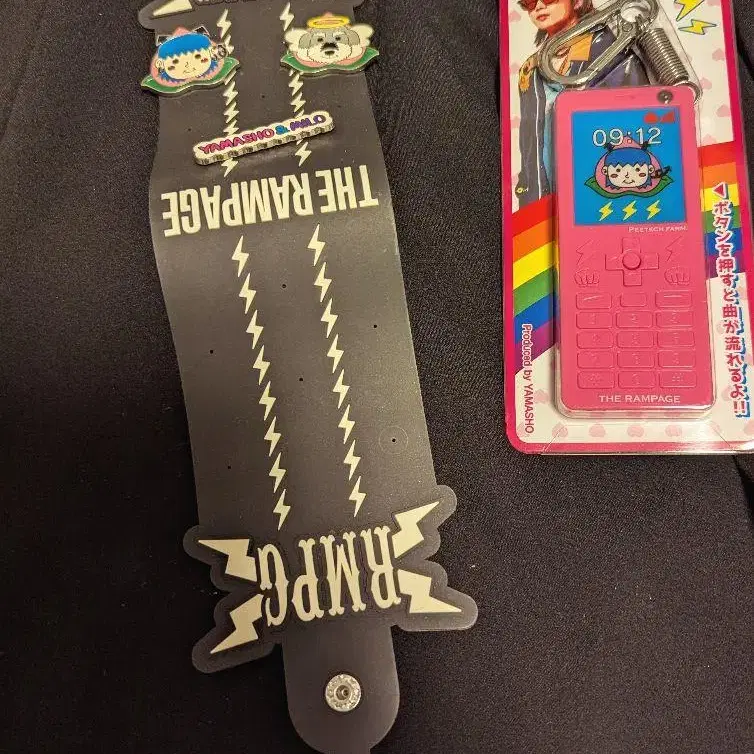 YAMASHO & MILO
THE RAMPAGE
RMPG
09:12
PEETECH FARM.
THE RAMPAGE
Produced by YAMASHO
◀ボタンを押すと曲が流れるよ!!